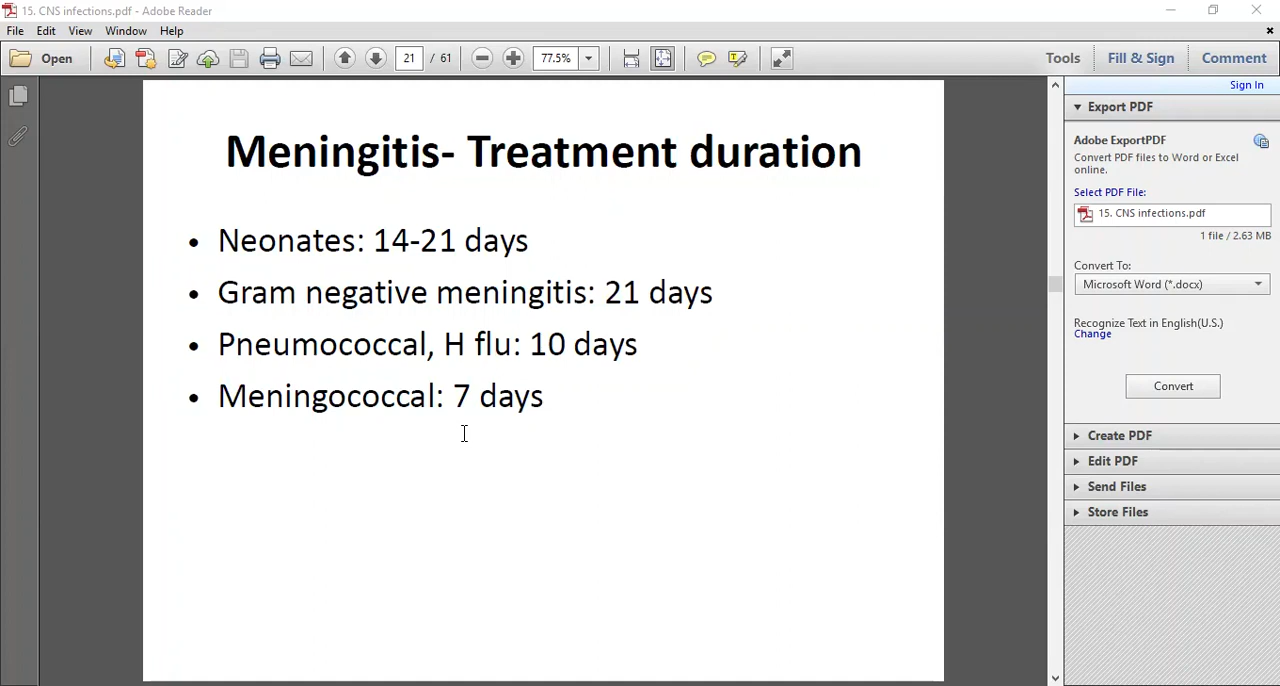 15. CNS infections.pdf - Adobe Reader
File Edit View Window Help
Open 21 / 61 77.5% Tools Fill & Sign Comment
Sign In
Meningitis- Treatment duration
• Neonates: 14-21 days
• Gram negative meningitis: 21 days
• Pneumococcal, H flu: 10 days
• Meningococcal: 7 days
Export PDF
Adobe ExportPDF
Convert PDF files to Word or Excel
online.
Select PDF File:
15. CNS infections.pdf
1 file / 2.63 MB
Convert To:
Microsoft Word (*.docx)
Recognize Text in English(U.S.)
Change
Convert
Create PDF
Edit PDF
Send Files
Store Files